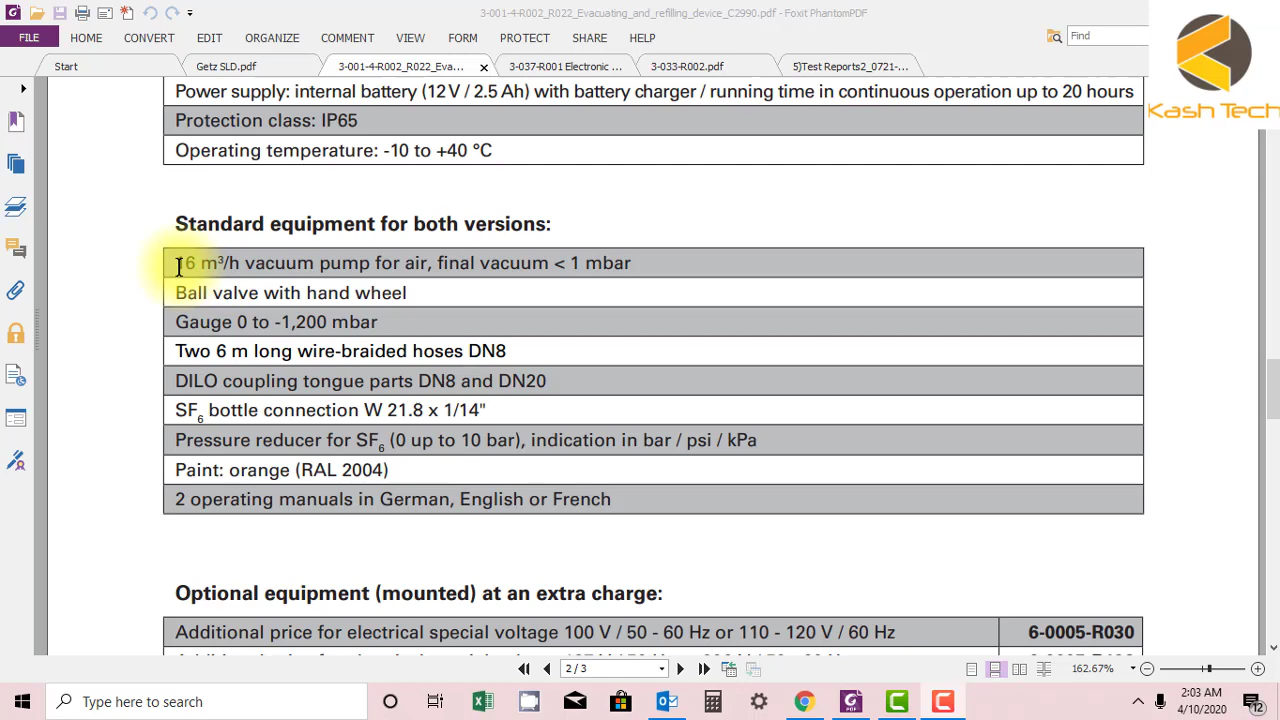 3-001-4-R002_R022_Evacuating_and_refilling_device_C2990.pdf - Foxit PhantomPDF
FILE HOME CONVERT EDIT ORGANIZE COMMENT VIEW FORM PROTECT SHARE HELP Find
Start Getz SLD.pdf 3-001-4-R002_R022_Eva... 3-037-R001 Electronic ... 3-033-R002.pdf 5)Test Reports2_0721-...
Kash Tech
Power supply: internal battery (12 V / 2.5 Ah) with battery charger / running time in continuous operation up to 20 hours
Protection class: IP65
Operating temperature: -10 to +40 °C
Standard equipment for both versions:
16 m³/h vacuum pump for air, final vacuum < 1 mbar
Ball valve with hand wheel
Gauge 0 to -1,200 mbar
Two 6 m long wire-braided hoses DN8
DILO coupling tongue parts DN8 and DN20
SF6 bottle connection W 21.8 x 1/14"
Pressure reducer for SF6 (0 up to 10 bar), indication in bar / psi / kPa
Paint: orange (RAL 2004)
2 operating manuals in German, English or French
Optional equipment (mounted) at an extra charge:
Additional price for electrical special voltage 100 V / 50 - 60 Hz or 110 - 120 V / 60 Hz 6-0005-R030
2 / 3 162.67%
Type here to search
2:03 AM
4/10/2020
12